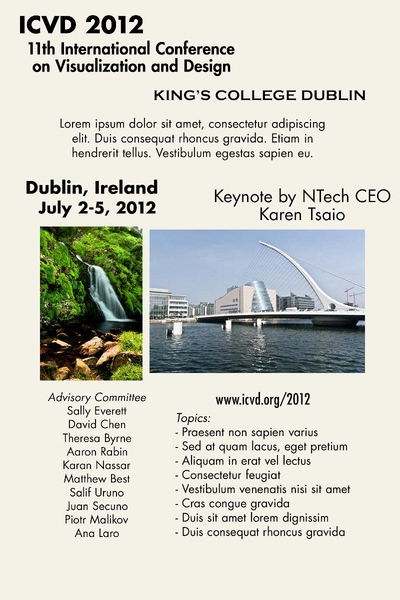 ICVD 2012
11th International Conference
on Visualization and Design
KING'S COLLEGE DUBLIN
Lorem ipsum dolor sit amet, consectetur adipiscing
elit. Duis consequat rhoncus gravida. Etiam in
hendrerit tellus. Vestibulum egestas sapien eu.
Dublin, Ireland
July 2-5, 2012
Keynote by NTech CEO
Karen Tsaio
Advisory Committee
Sally Everett
David Chen
Theresa Byrne
Aaron Rabin
Karan Nassar
Matthew Best
Salif Uruno
Juan Secuno
Piotr Malikov
Ana Laro
www.icvd.org/2012
Topics:
- Praesent non sapien varius
- Sed at quam lacus, eget pretium
- Aliquam in erat vel lectus
- Consectetur feugiat
- Vestibulum venenatis nisi sit amet
- Cras congue gravida
- Duis sit amet lorem dignissim
- Duis consequat rhoncus gravida